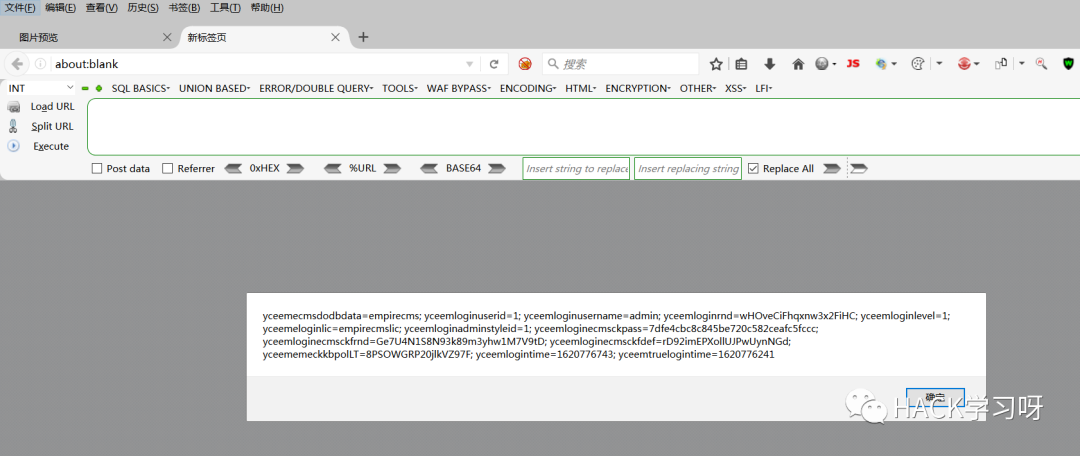 文件(F) 编辑(E) 查看(V) 历史(S) 书签(B) 工具(T) 帮助(H)
图片预览 新标签页
about:blank 搜索 JS
INT SQL BASICS UNION BASED ERROR/DOUBLE QUERY TOOLS WAF BYPASS ENCODING HTML ENCRYPTION OTHER XSS LFI
Load URL
Split URL
Execute
Post data Referrer 0xHEX %URL BASE64 Insert string to replace Insert replacing string Replace All
yceemecmsdodbdata=empirecms; yceemloginuserid=1; yceemloginusername=admin; yceemloginrnd=wHOveCiFhqxnw3x2FiHC; yceemloginlevel=1;
yceemeloginlic=empirecmslic; yceemloginadminstyleid=1; yceemloginecmsckpass=7dfe4cbc8c845be720c582ceafc5fccc;
yceemloginecmsckfrnd=Ge7U4N1S8N93k89m3yhw1M7V9tD; yceemloginecmsckfdef=rD92imEPXollUJPwUynNGd;
yceememeckkbpolLT=8PSOWGRP20jlkVZ97F; yceemlogintime=1620776743; yceemtruelogintime=1620776241
确定
HACK学习呀